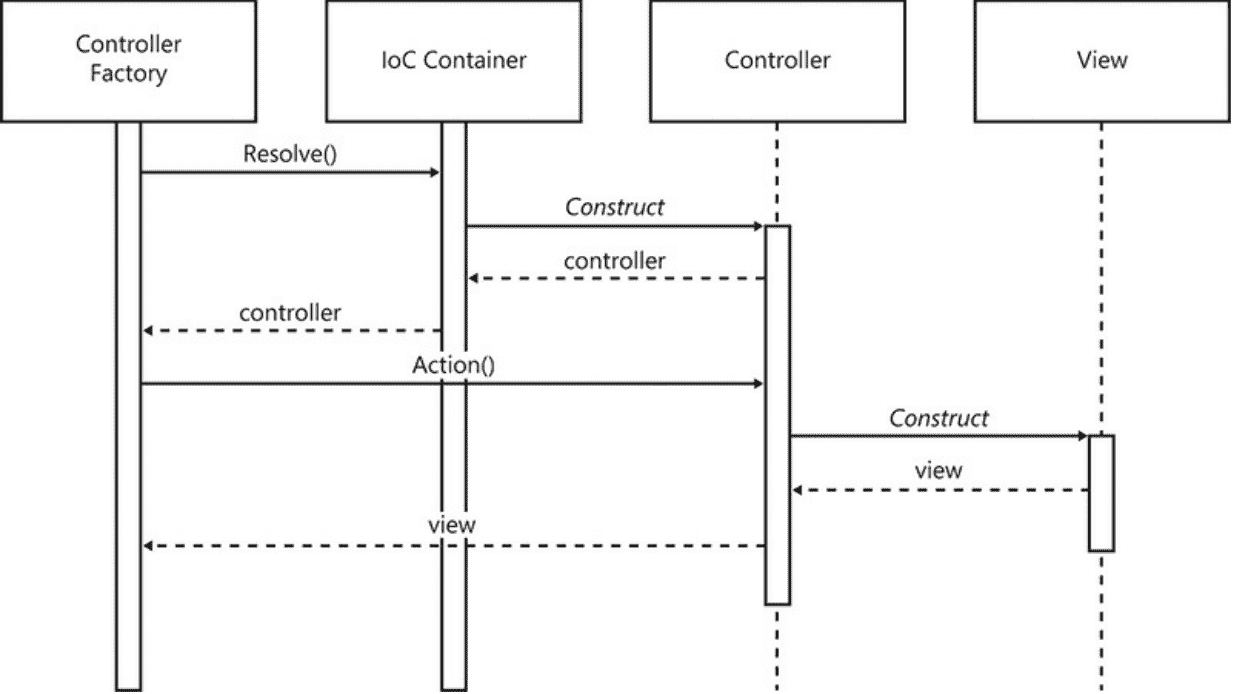 Controller
Factory
IoC Container
Controller
View
Resolve()
Construct
controller
controller
Action()
Construct
view
view